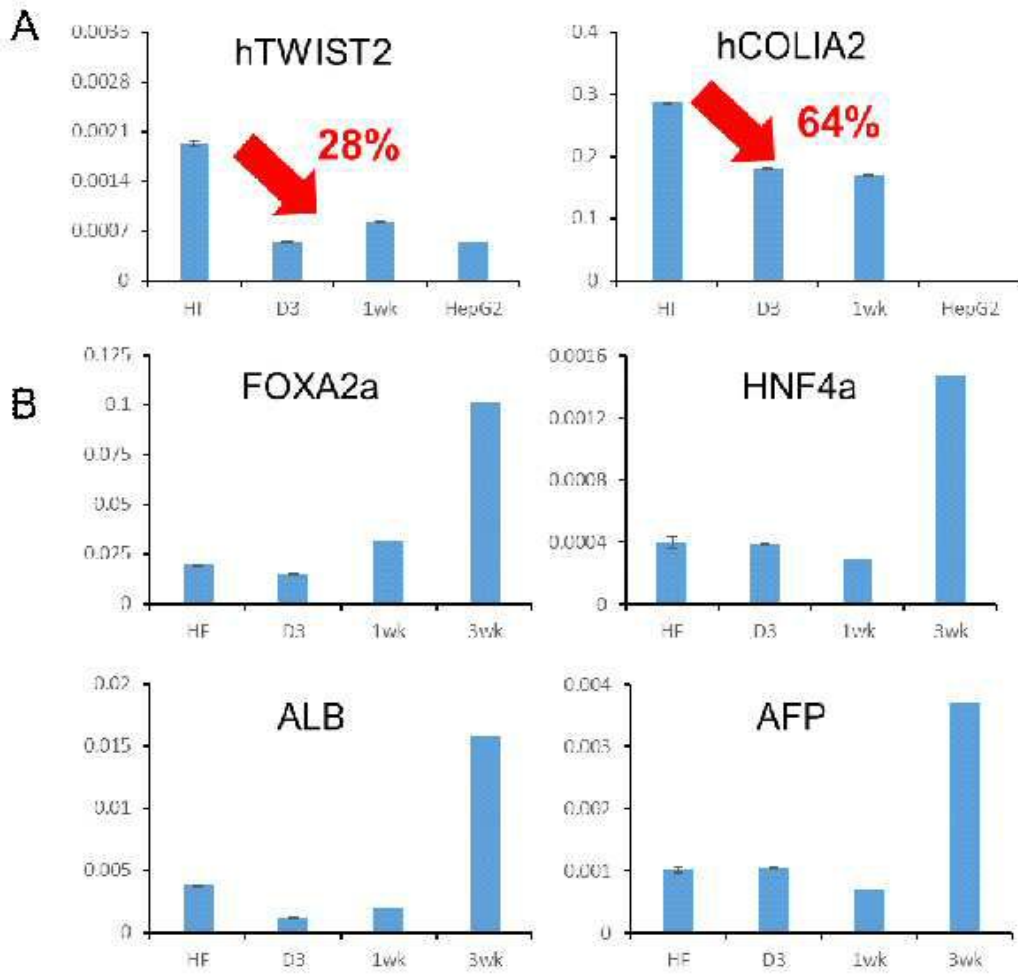 A
hTWIST2
0.0035
0.0028
0.0021
0.0014
0.0007
0
28%
HF
D3
1wk
HepG2
hCOLIA2
0.4
0.3
0.2
0.1
0
64%
D3
1wk
HepG2
B
FOXA2a
0.125
0.1
0.075
0.05
0.025
0
HF
D3
1wk
3wk
HNF4a
0.0016
0.0012
0.0008
0.0004
0
HF
D3
1wk
3wk
ALB
0.02
0.015
0.01
0.005
0
HF
D3
1wk
3wk
AFP
0.004
0.003
0.002
0.001
0
HF
D3
1wk
3wk